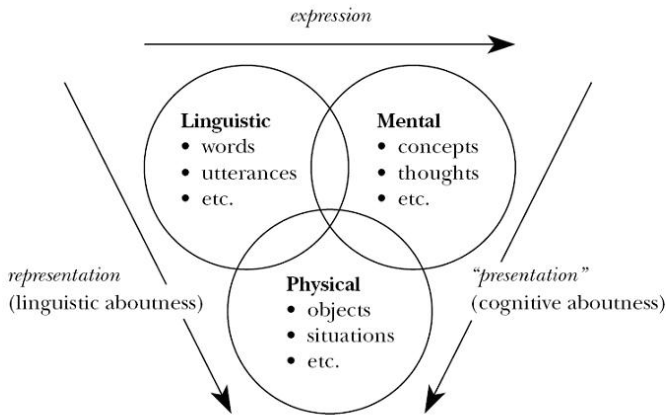 expression
Linguistic
• words
• utterances
• etc.
Mental
• concepts
• thoughts
• etc.
representation
(linguistic aboutness)
“presentation”
(cognitive aboutness)
Physical
• objects
• situations
• etc.